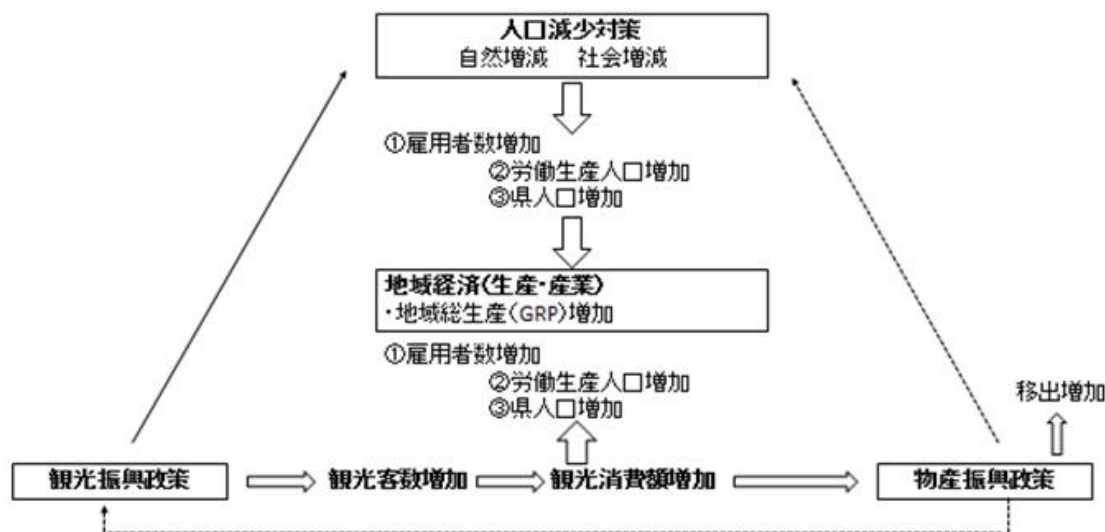 人口減少対策
自然増減 社会増減
①雇用者数増加
②労働生産人口増加
③県人口増加
地域経済(生産・産業)
・地域総生産(GRP)増加
①雇用者数増加
②労働生産人口増加
③県人口増加
移出増加
観光振興政策
観光客数増加
観光消費額増加
物産振興政策